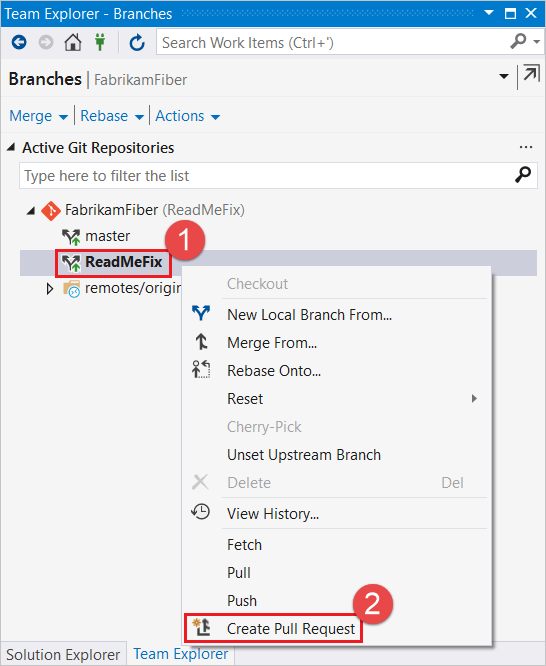 Team Explorer - Branches
Search Work Items (Ctrl+')
Branches | FabrikamFiber
Merge Rebase Actions
Active Git Repositories
Type here to filter the list
FabrikamFiber (ReadMeFix)
master
1
ReadMeFix
remotes/origin
Checkout
New Local Branch From...
Merge From...
Rebase Onto...
Reset
Cherry-Pick
Unset Upstream Branch
Delete Del
View History...
Fetch
Pull
Push
2
Create Pull Request
Solution Explorer Team Explorer